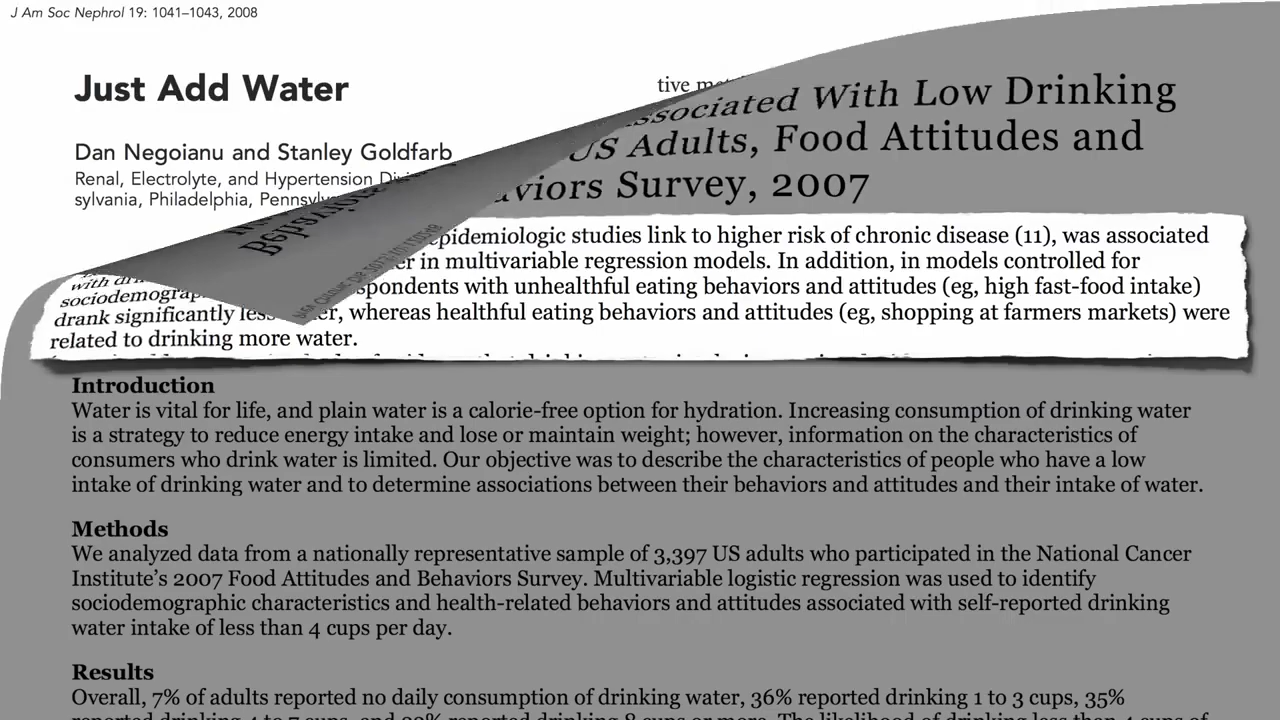 J Am Soc Nephrol 19: 1041–1043, 2008
Just Add Water
tive
Dan Negoianu and Stanley Goldfarb
Renal, Electrolyte, and Hypertension
sylvania, Philadelphia,
Associated With Low Drinking
US Adults, Food Attitudes and
Survey, 2007
epidemiologic studies link to higher risk of chronic disease (11), was associated
with in multivariable regression models. In addition, in models controlled for
spondents with unhealthful eating behaviors and attitudes (eg, high fast-food intake)
drank significantly whereas healthful eating behaviors and attitudes (eg, shopping at farmers markets) were
related to drinking more water.
Introduction
Water is vital for life, and plain water is a calorie-free option for hydration. Increasing consumption of drinking water
is a strategy to reduce energy intake and lose or maintain weight; however, information on the characteristics of
consumers who drink water is limited. Our objective was to describe the characteristics of people who have a low
intake of drinking water and to determine associations between their behaviors and attitudes and their intake of water.
Methods
We analyzed data from a nationally representative sample of 3,397 US adults who participated in the National Cancer
Institute’s 2007 Food Attitudes and Behaviors Survey. Multivariable logistic regression was used to identify
sociodemographic characteristics and health-related behaviors and attitudes associated with self-reported drinking
water intake of less than 4 cups per day.
Results
Overall, 7% of adults reported no daily consumption of drinking water, 36% reported drinking 1 to 3 cups, 35%